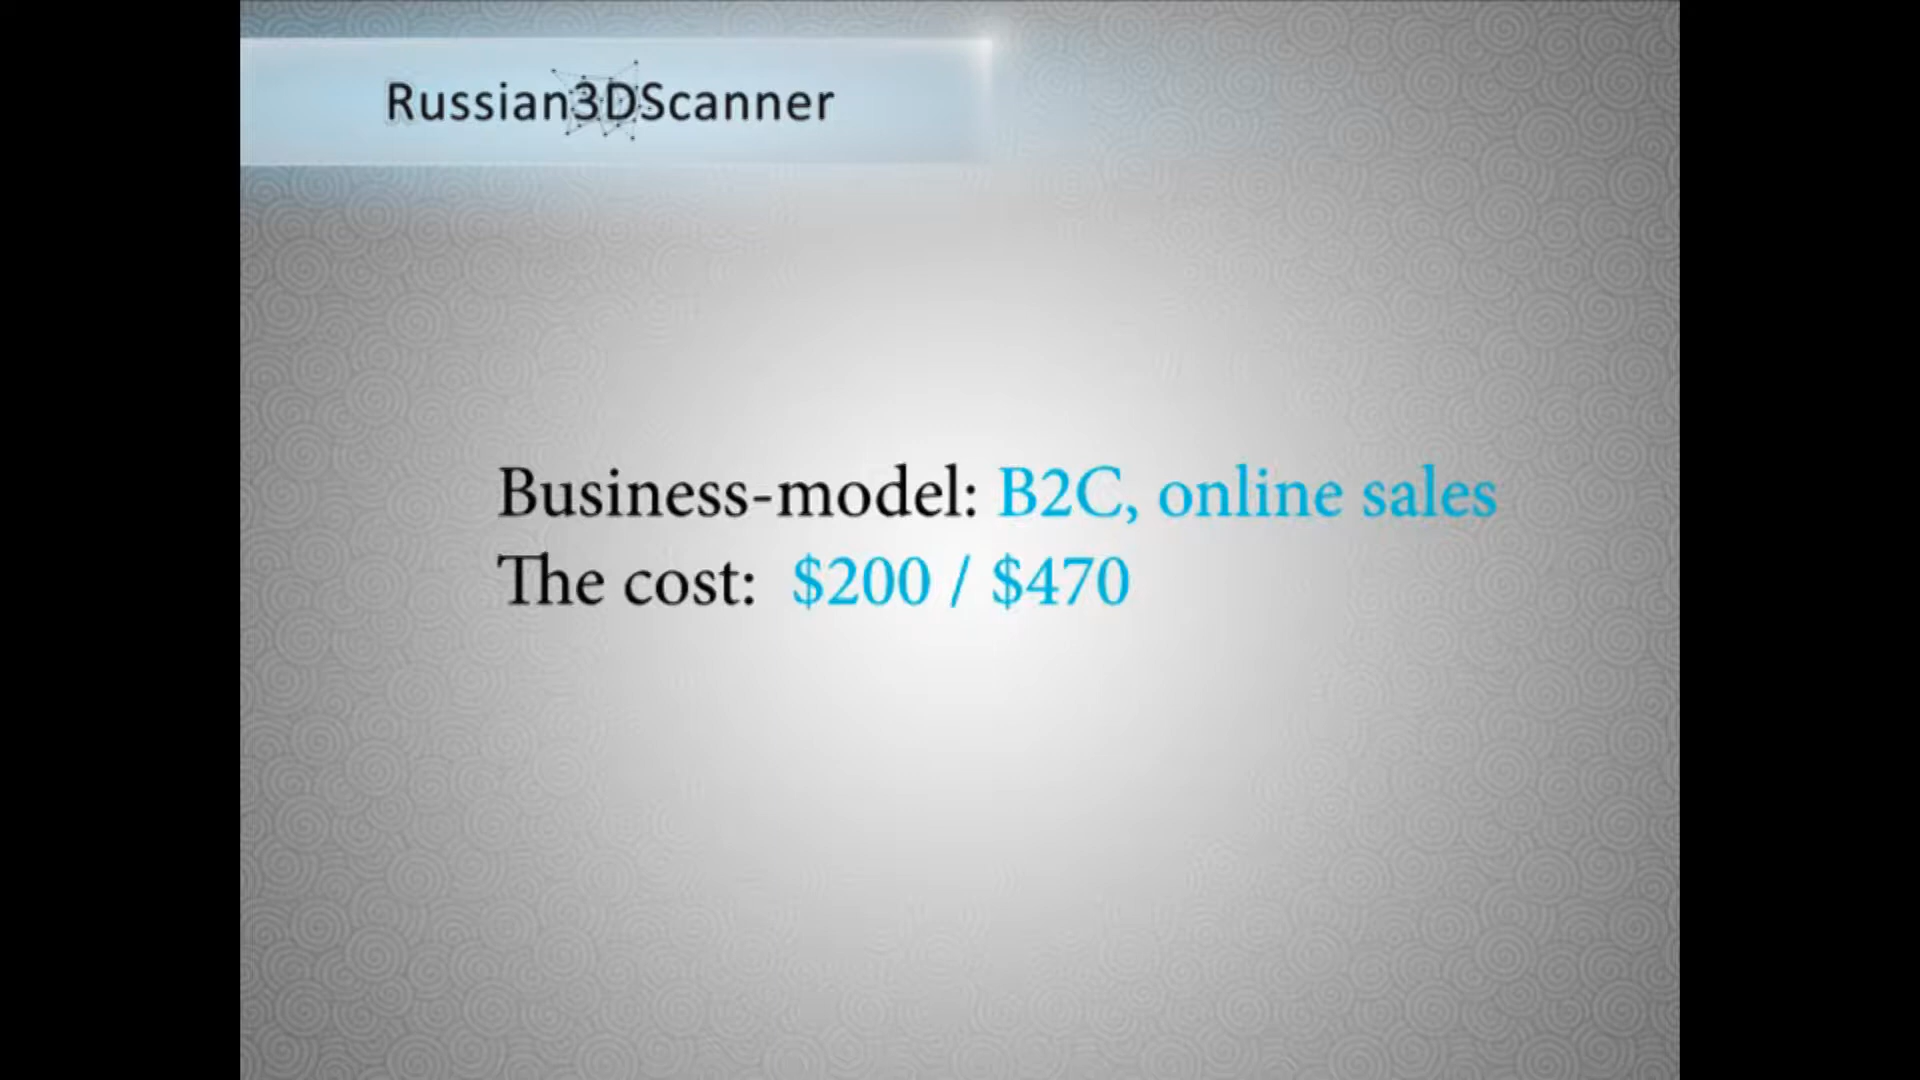 Russian3DScanner
Business-model: B2C, online sales
The cost: $200 / $470